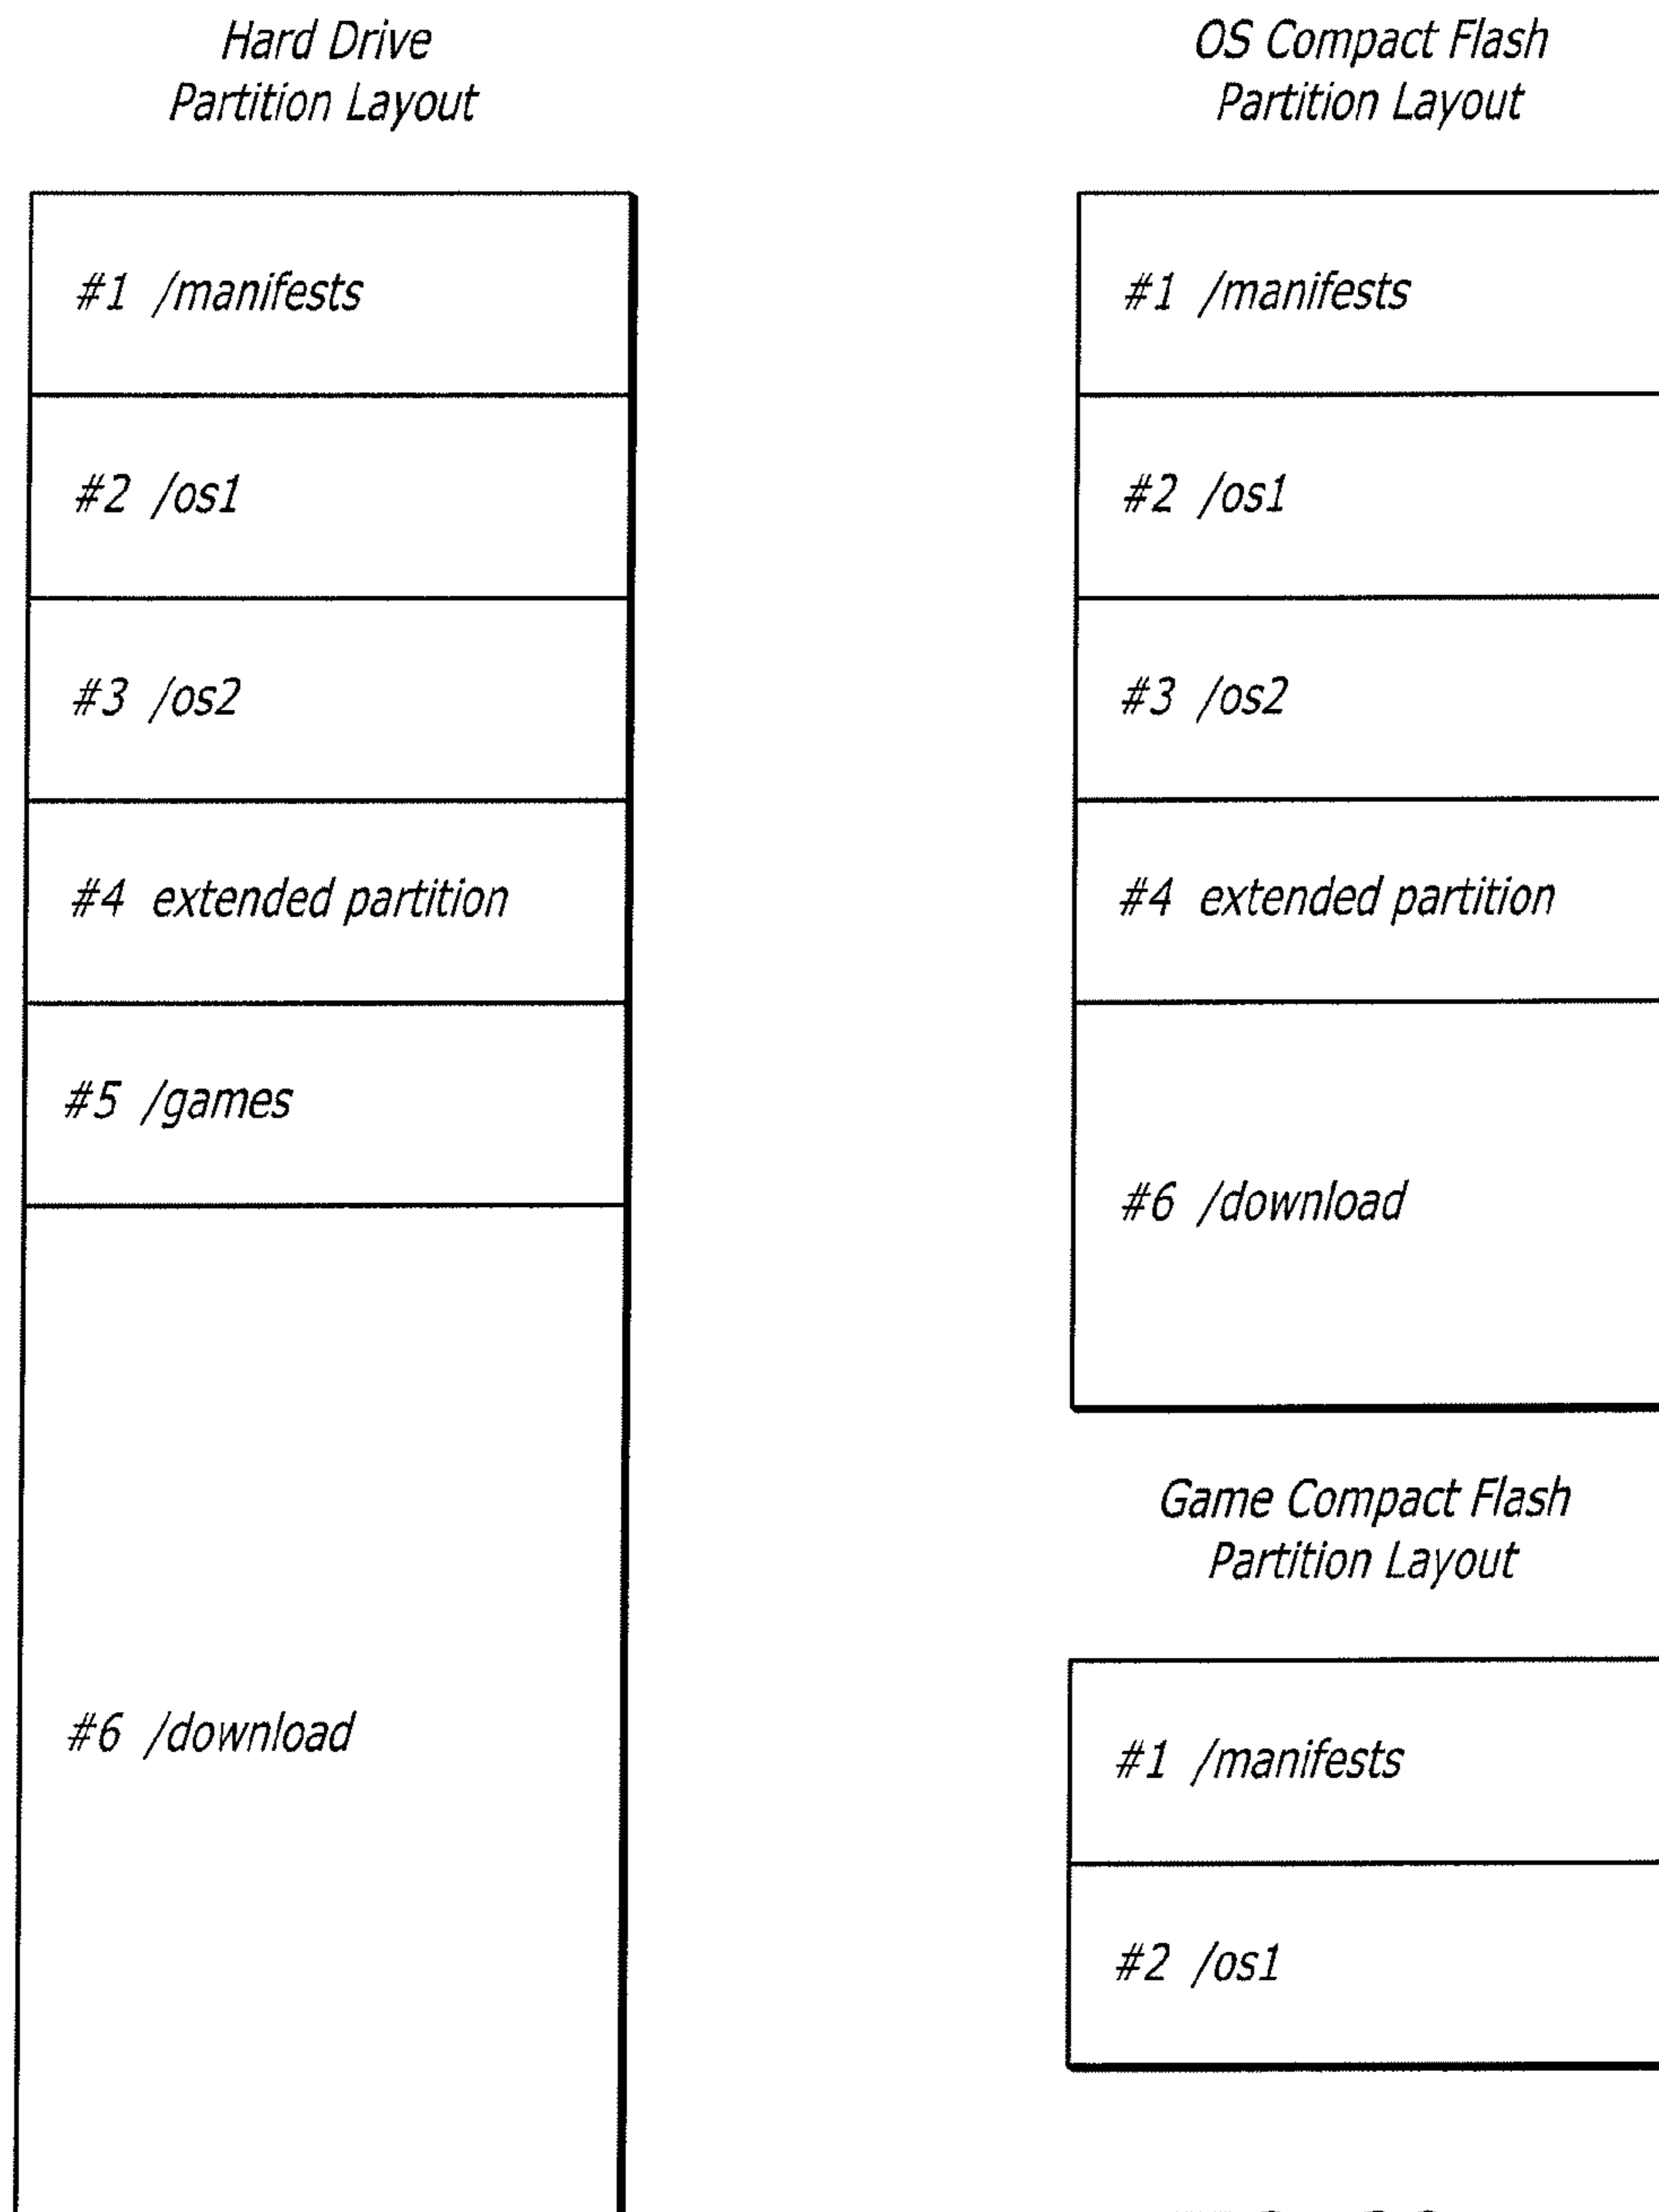 Hard Drive
Partition Layout
#1 /manifests
#2 /os1
#3 /os2
#4 extended partition
#5 /games
#6 /download
OS Compact Flash
Partition Layout
#1 /manifests
#2 /os1
#3 /os2
#4 extended partition
#6 /download
Game Compact Flash
Partition Layout
#1 /manifests
#2 /os1